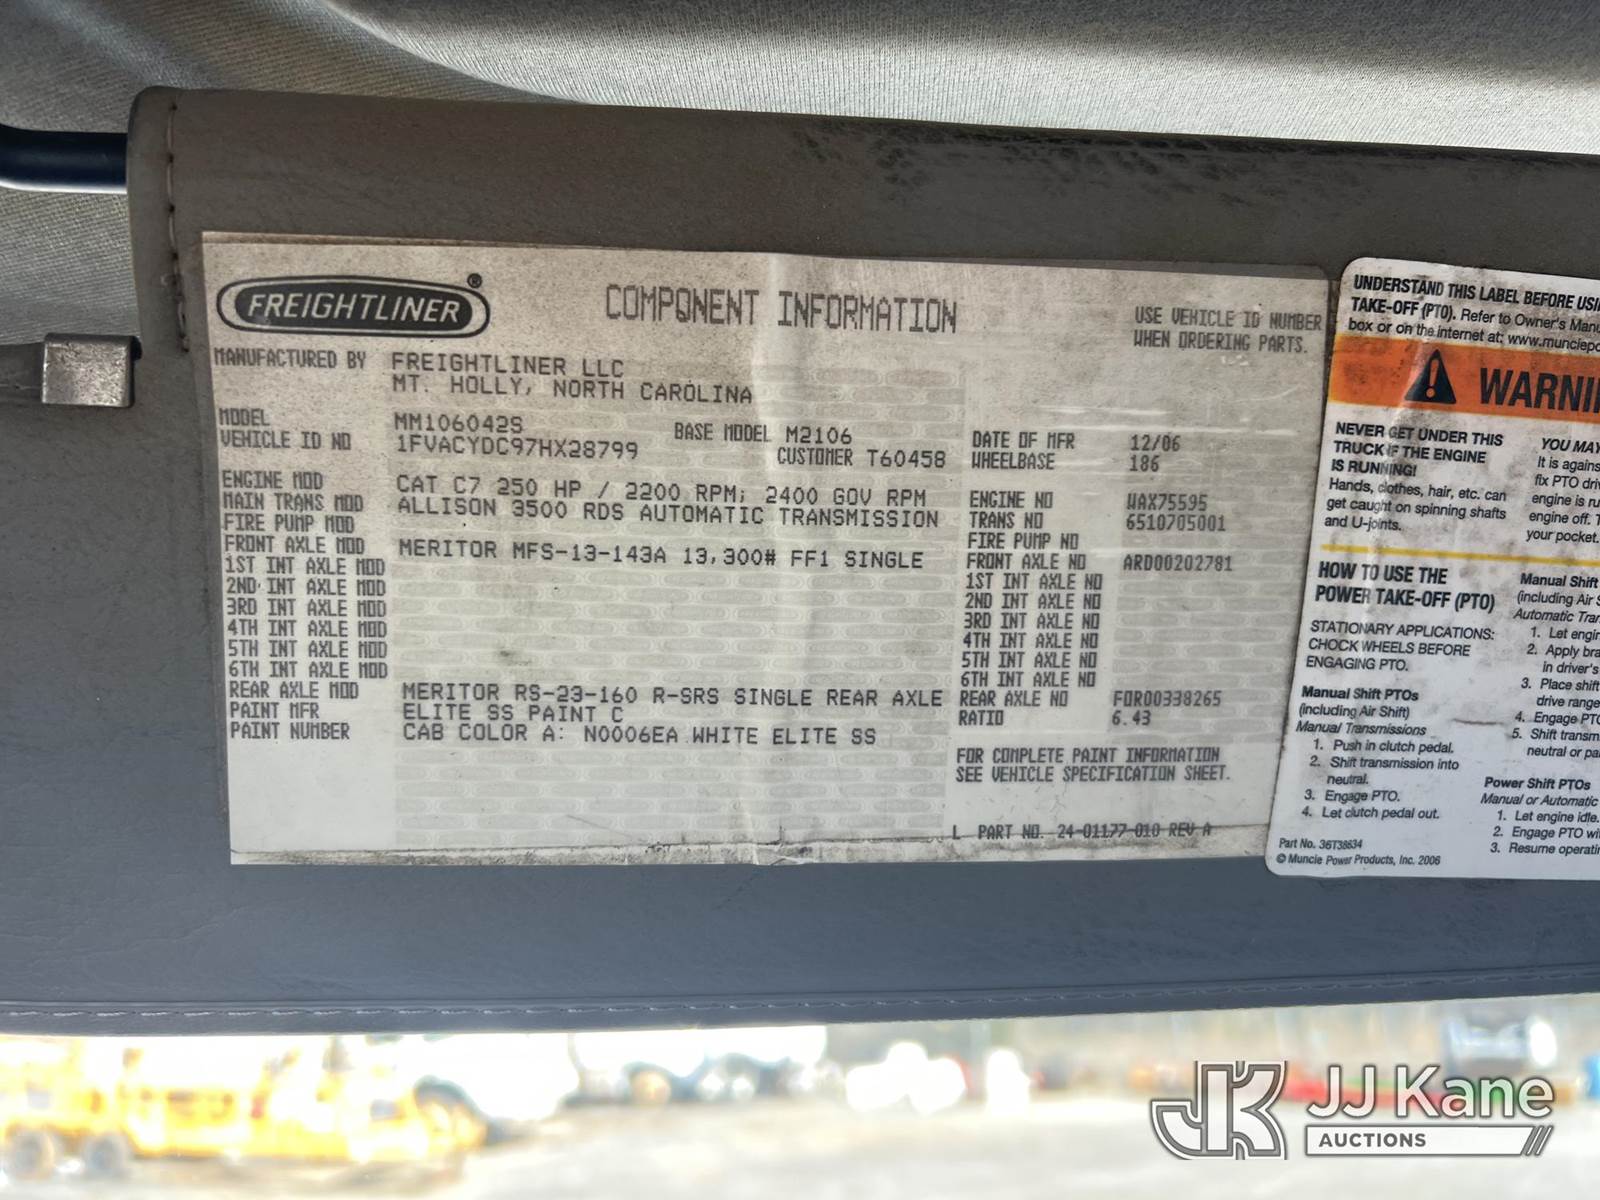 FREIGHTLINER®
COMPONENT INFORMATION
USE VEHICLE ID NUMBER
WHEN ORDERING PARTS.
MANUFACTURED BY FREIGHTLINER LLC
MT. HOLLY, NORTH CAROLINA
MODEL MM106042S
BASE MODEL M2106
VEHICLE ID NO 1FVACYDC97HX28799
CUSTOMER T60458
DATE OF MFR 12/06
WHEELBASE 186
ENGINE MOD CAT C7 250 HP / 2200 RPM; 2400 GOV RPM
MAIN TRANS MOD ALLISON 3500 RDS AUTOMATIC TRANSMISSION
FIRE PUMP MOD
FRONT AXLE MOD MERITOR MFS-13-143A 13,300# FF1 SINGLE
1ST INT AXLE MOD
2ND INT AXLE MOD
3RD INT AXLE MOD
4TH INT AXLE MOD
5TH INT AXLE MOD
6TH INT AXLE MOD
REAR AXLE MOD MERITOR RS-23-160 R-SRS SINGLE REAR AXLE
PAINT MFR ELITE SS PAINT C
PAINT NUMBER CAB COLOR A: N0006EA WHITE ELITE SS
ENGINE NO WAX75595
TRANS NO 6510705001
FIRE PUMP NO
FRONT AXLE NO ARD00202781
1ST INT AXLE NO
2ND INT AXLE NO
3RD INT AXLE NO
4TH INT AXLE NO
5TH INT AXLE NO
6TH INT AXLE NO
REAR AXLE NO FOR00338265
RATIO 6.43
FOR COMPLETE PAINT INFORMATION
SEE VEHICLE SPECIFICATION SHEET.
L PART NO. 24-01177-010 REV A
UNDERSTAND THIS LABEL BEFORE USI
TAKE-OFF (PTO). Refer to Owner's Manu
box or on the internet at: www.munciepo
WARNIN
NEVER GET UNDER THIS
TRUCK IF THE ENGINE
IS RUNNING!
Hands, clothes, hair, etc. can
get caught on spinning shafts
and U-joints.
YOU MAY
It is agains
fix PTO driv
engine is ru
engine off. T
your pocket.
HOW TO USE THE
POWER TAKE-OFF (PTO)
STATIONARY APPLICATIONS:
CHOCK WHEELS BEFORE
ENGAGING PTO.
Manual Shift PTOs
(including Air Shift)
Manual Transmissions
1. Push in clutch pedal.
2. Shift transmission into
neutral.
3. Engage PTO.
4. Let clutch pedal out.
Manual Shift
(including Air S
Automatic Tran
1. Let engin
2. Apply bra
in driver's
3. Place shift
drive range
4. Engage PTO
5. Shift transm
neutral or pa
Power Shift PTOs
Manual or Automatic
1. Let engine idle.
2. Engage PTO wi
3. Resume operatin
Part No. 36T38634
© Muncie Power Products, Inc. 2006
JJ Kane
AUCTIONS